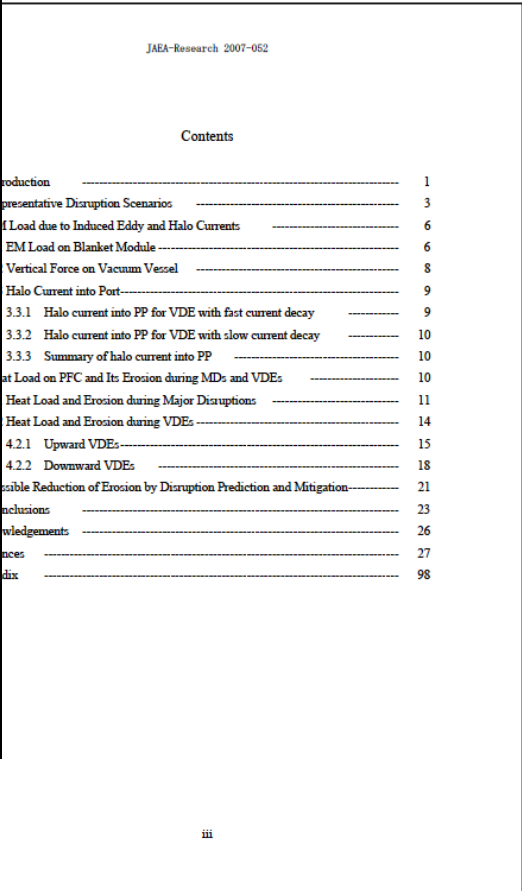 JAEA-Research 2007-052
Contents
roduction ---------- 1
presentative Disruption Scenarios ---------- 3
I Load due to Induced Eddy and Halo Currents ---------- 6
EM Load on Blanket Module ---------- 6
Vertical Force on Vacuum Vessel ---------- 8
Halo Current into Port ---------- 9
3.3.1 Halo current into PP for VDE with fast current decay ---------- 9
3.3.2 Halo current into PP for VDE with slow current decay ---------- 10
3.3.3 Summary of halo current into PP ---------- 10
at Load on PFC and Its Erosion during MDs and VDEs ---------- 10
Heat Load and Erosion during Major Disruptions ---------- 11
Heat Load and Erosion during VDEs ---------- 14
4.2.1 Upward VDEs ---------- 15
4.2.2 Downward VDEs ---------- 18
ssible Reduction of Erosion by Disruption Prediction and Mitigation ---------- 21
nclusions ---------- 23
wledgements ---------- 26
nces ---------- 27
dix ---------- 98
iii